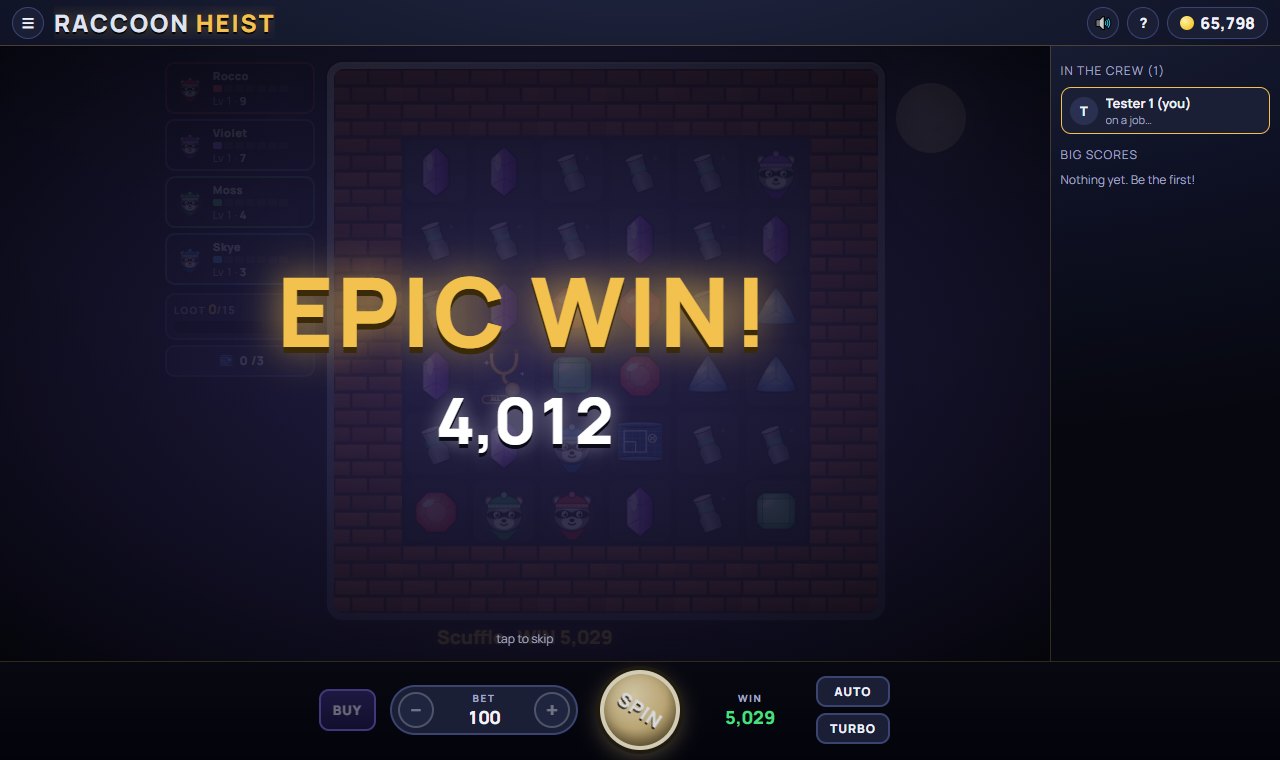 RACCOON HEIST
?
65,798
Rocco
Lv 1 · 9
Violet
Lv 1 · 7
Moss
Lv 1 · 4
Skye
Lv 1 · 3
LOOT 0/15
0 /3
EPIC WIN!
4,012
WIN 5,029
tap to skip
IN THE CREW (1)
T
Tester 1 (you)
on a job...
BIG SCORES
Nothing yet. Be the first!
BUY
−
BET
100
+
SPIN
WIN
5,029
AUTO
TURBO